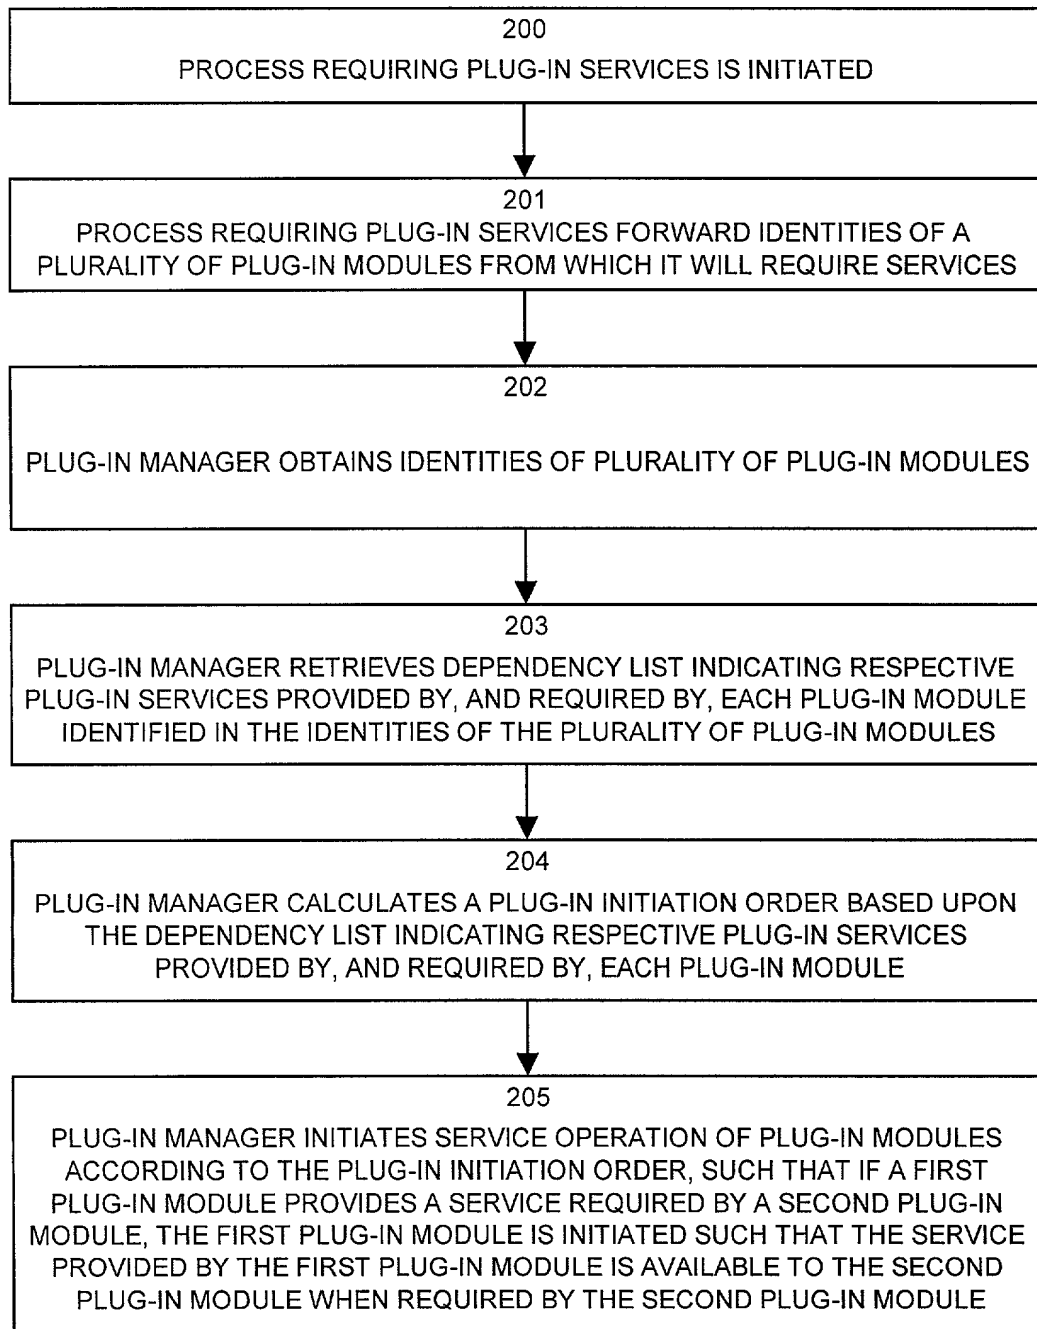 200
PROCESS REQUIRING PLUG-IN SERVICES IS INITIATED
201
PROCESS REQUIRING PLUG-IN SERVICES FORWARD IDENTITIES OF A
PLURALITY OF PLUG-IN MODULES FROM WHICH IT WILL REQUIRE SERVICES
202
PLUG-IN MANAGER OBTAINS IDENTITIES OF PLURALITY OF PLUG-IN MODULES
203
PLUG-IN MANAGER RETRIEVES DEPENDENCY LIST INDICATING RESPECTIVE
PLUG-IN SERVICES PROVIDED BY, AND REQUIRED BY, EACH PLUG-IN MODULE
IDENTIFIED IN THE IDENTITIES OF THE PLURALITY OF PLUG-IN MODULES
204
PLUG-IN MANAGER CALCULATES A PLUG-IN INITIATION ORDER BASED UPON
THE DEPENDENCY LIST INDICATING RESPECTIVE PLUG-IN SERVICES
PROVIDED BY, AND REQUIRED BY, EACH PLUG-IN MODULE
205
PLUG-IN MANAGER INITIATES SERVICE OPERATION OF PLUG-IN MODULES
ACCORDING TO THE PLUG-IN INITIATION ORDER, SUCH THAT IF A FIRST
PLUG-IN MODULE PROVIDES A SERVICE REQUIRED BY A SECOND PLUG-IN
MODULE, THE FIRST PLUG-IN MODULE IS INITIATED SUCH THAT THE SERVICE
PROVIDED BY THE FIRST PLUG-IN MODULE IS AVAILABLE TO THE SECOND
PLUG-IN MODULE WHEN REQUIRED BY THE SECOND PLUG-IN MODULE